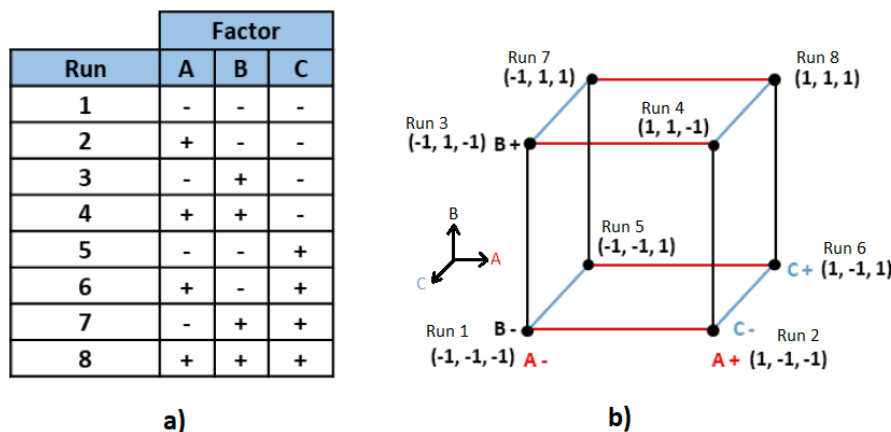 Factor
Run A B C
1 - - -
2 + - -
3 - + -
4 + + -
5 - - +
6 + - +
7 - + +
8 + + +
a)
Run 7
(-1, 1, 1)
Run 8
(1, 1, 1)
Run 3
(-1, 1, -1) B +
Run 4
(1, 1, -1)
B
A
C
Run 5
(-1, -1, 1)
Run 6
C + (1, -1, 1)
Run 1
(-1, -1, -1)
B -
A -
C -
Run 2
A + (1, -1, -1)
b)